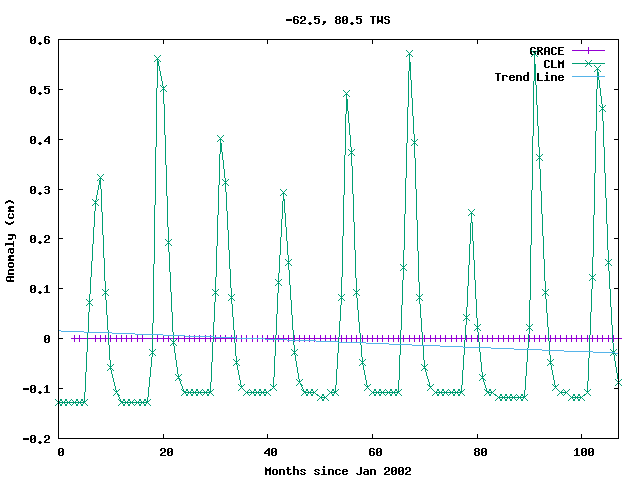 -62.5, 80.5 TWS
GRACE
CLM
Trend Line
0.6
0.5
0.4
0.3
0.2
0.1
0
-0.1
-0.2
Anomaly (cm)
0 20 40 60 80 100
Months since Jan 2002